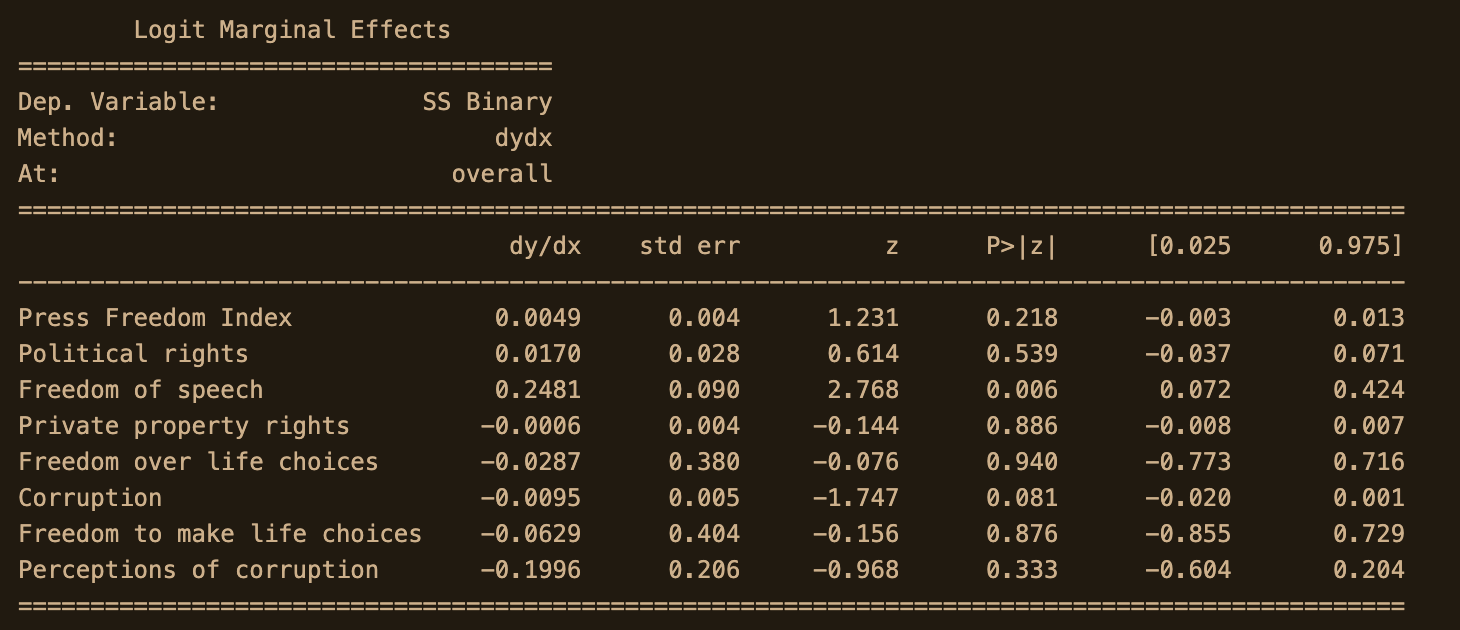 Logit Marginal Effects
=====================================
Dep. Variable: SS Binary
Method: dydx
At: overall
================================================================================================
dy/dx std err z P>|z| [0.025 0.975]
------------------------------------------------------------------------------------------------
Press Freedom Index 0.0049 0.004 1.231 0.218 -0.003 0.013
Political rights 0.0170 0.028 0.614 0.539 -0.037 0.071
Freedom of speech 0.2481 0.090 2.768 0.006 0.072 0.424
Private property rights -0.0006 0.004 -0.144 0.886 -0.008 0.007
Freedom over life choices -0.0287 0.380 -0.076 0.940 -0.773 0.716
Corruption -0.0095 0.005 -1.747 0.081 -0.020 0.001
Freedom to make life choices -0.0629 0.404 -0.156 0.876 -0.855 0.729
Perceptions of corruption -0.1996 0.206 -0.968 0.333 -0.604 0.204
================================================================================================